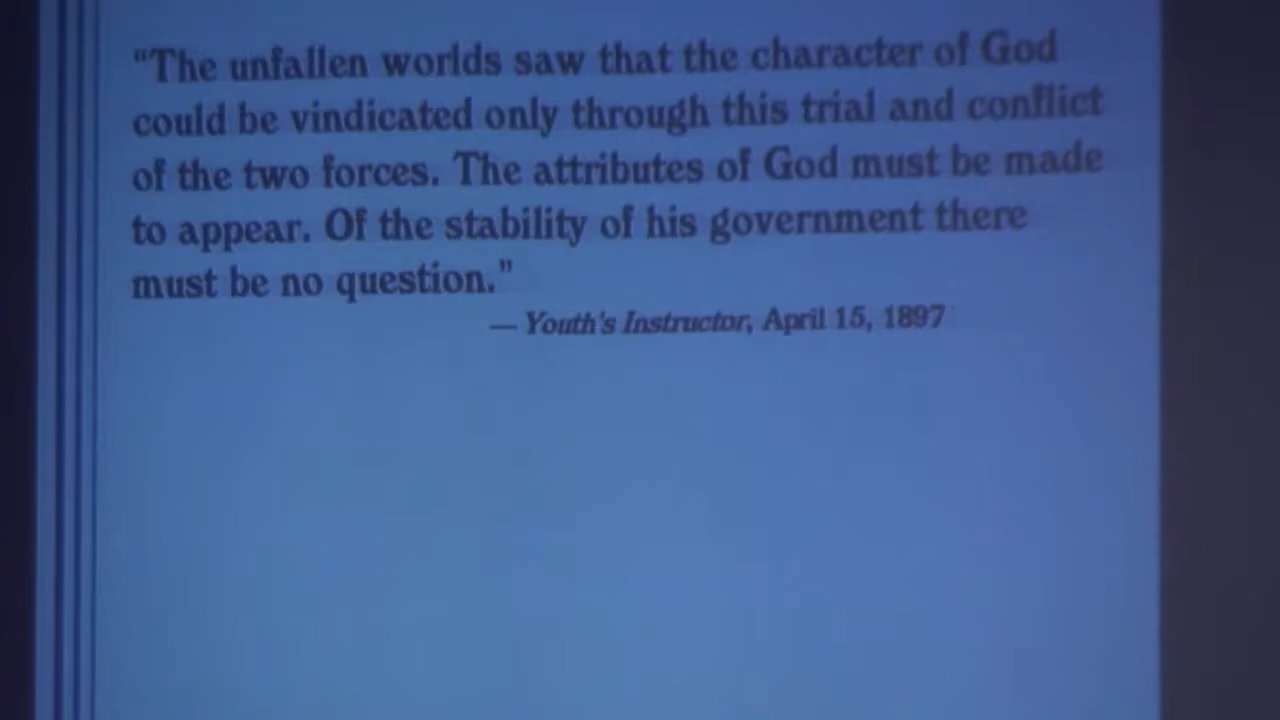 "The unfallen worlds saw that the character of God
could be vindicated only through this trial and conflict
of the two forces. The attributes of God must be made
to appear. Of the stability of his government there
must be no question."
— Youth's Instructor, April 15, 1897